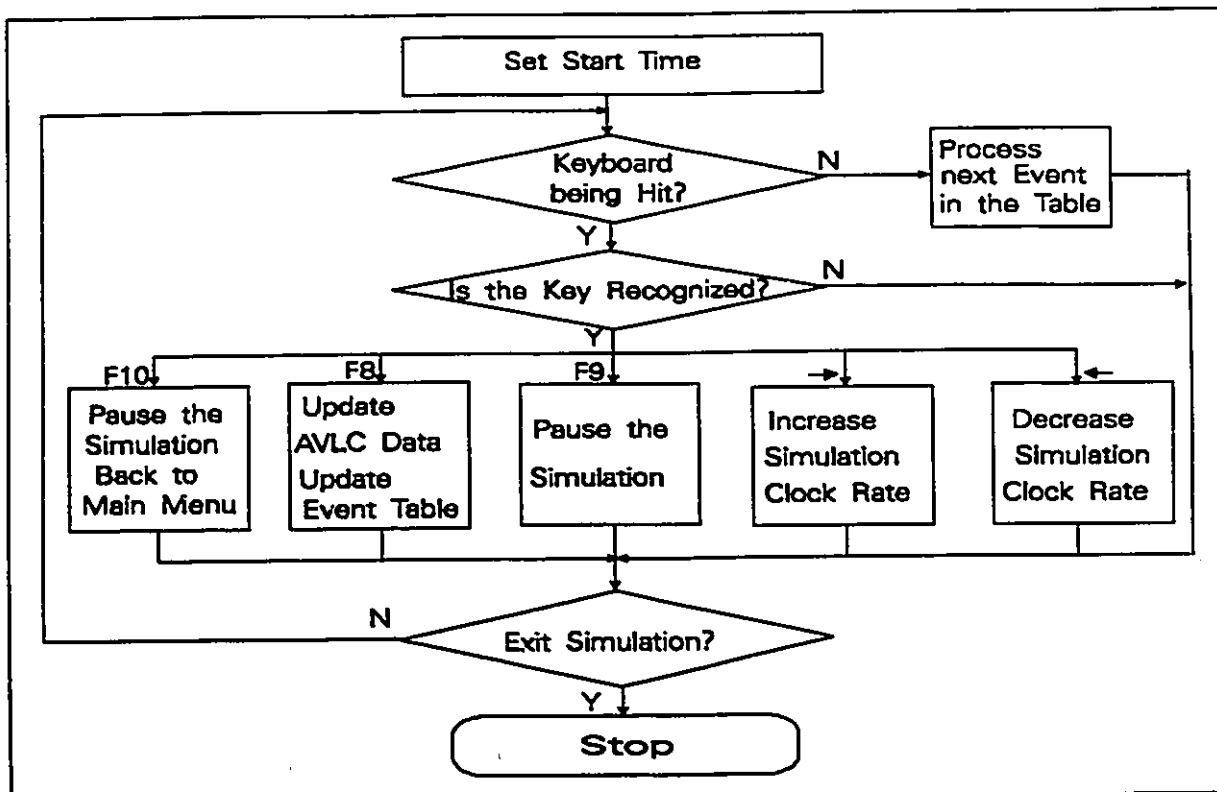 Set Start Time
Keyboard
being Hit?
N
Process
next Event
in the Table
Y
Is the Key Recognized?
N
Y
F10
Pause the
Simulation
Back to
Main Menu
F8
Update
AVLC Data
Update
Event Table
F9
Pause the
Simulation
Increase
Simulation
Clock Rate
Decrease
Simulation
Clock Rate
N
Exit Simulation?
Y
Stop